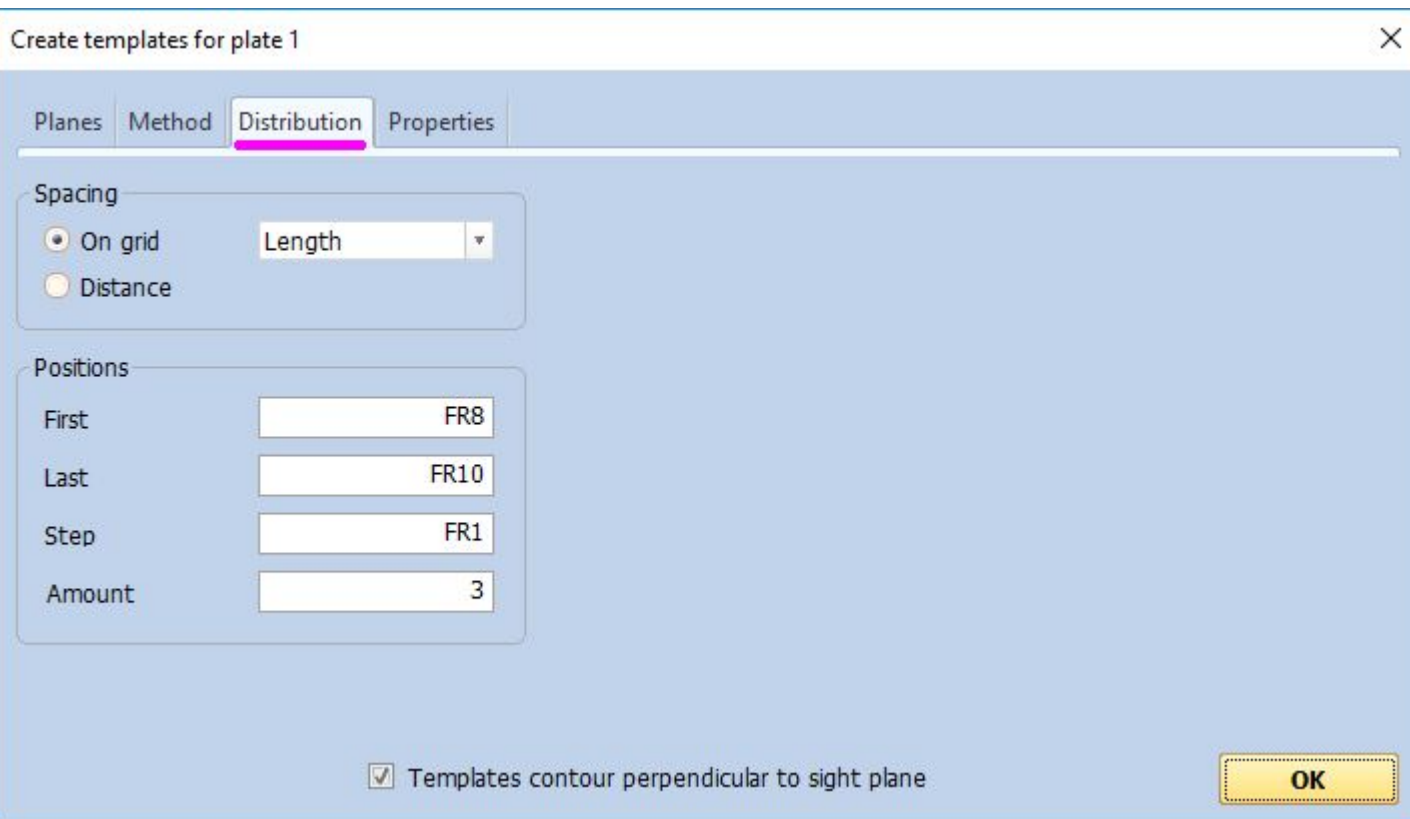 Create templates for plate 1
Planes Method Distribution Properties
Spacing
On grid Length
Distance
Positions
First FR8
Last FR10
Step FR1
Amount 3
Templates contour perpendicular to sight plane OK